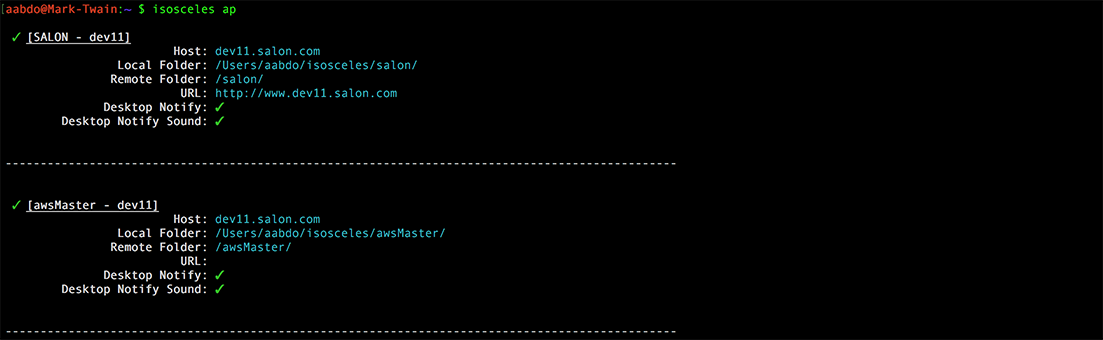 [aabdo@Mark-Twain:~ $ isosceles ap
✓ [SALON - dev11]
Host: dev11.salon.com
Local Folder: /Users/aabdo/isosceles/salon/
Remote Folder: /salon/
URL: http://www.dev11.salon.com
Desktop Notify: ✓
Desktop Notify Sound: ✓
------------------------------------------------------------------------------------------------
✓ [awsMaster - dev11]
Host: dev11.salon.com
Local Folder: /Users/aabdo/isosceles/awsMaster/
Remote Folder: /awsMaster/
URL:
Desktop Notify: ✓
Desktop Notify Sound: ✓
------------------------------------------------------------------------------------------------